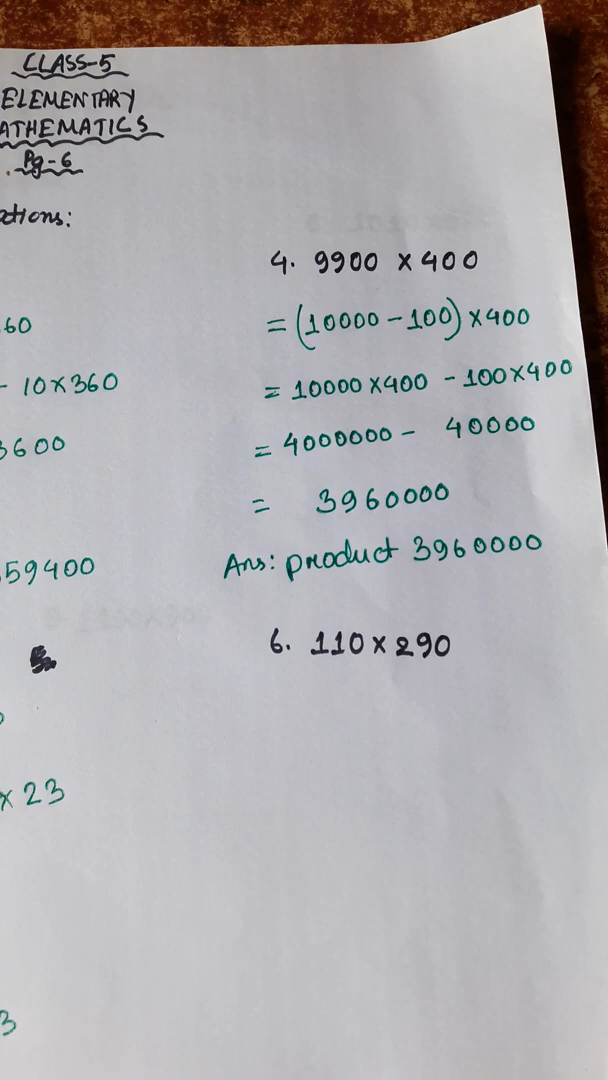 CLASS-5
ELEMENTARY
ATHEMATICS
Pg-6
ations:
60
- 10×360
3600
59400
× 23
3
4. 9900 × 400
= (10000 - 100) × 400
= 10000 × 400 - 100×400
= 4000000 - 40000
= 3960000
Ans: product 3960000
6. 110 × 290